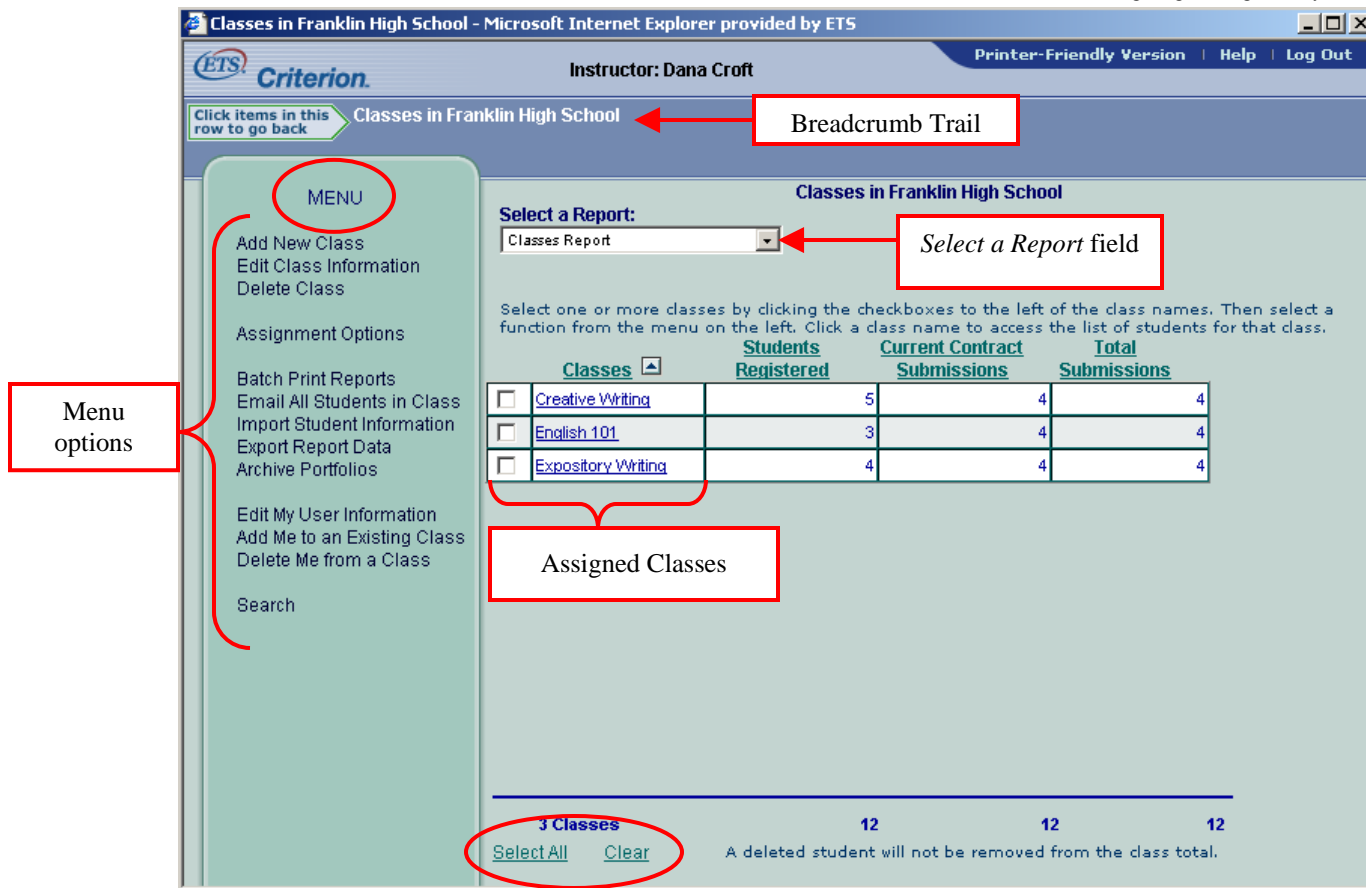 Classes in Franklin High School - Microsoft Internet Explorer provided by ETS
ETS Criterion.
Instructor: Dana Croft
Printer-Friendly Version | Help | Log Out
Click items in this
row to go back
Classes in Franklin High School
Breadcrumb Trail
MENU
Add New Class
Edit Class Information
Delete Class
Assignment Options
Batch Print Reports
Email All Students in Class
Import Student Information
Export Report Data
Archive Portfolios
Edit My User Information
Add Me to an Existing Class
Delete Me from a Class
Search
Menu
options
Classes in Franklin High School
Select a Report:
Classes Report
Select a Report field
Select one or more classes by clicking the checkboxes to the left of the class names. Then select a
function from the menu on the left. Click a class name to access the list of students for that class.
Classes Students Registered Current Contract Submissions Total Submissions
Creative Writing 5 4 4
English 101 3 4 4
Expository Writing 4 4 4
Assigned Classes
3 Classes 12 12 12
Select All Clear A deleted student will not be removed from the class total.